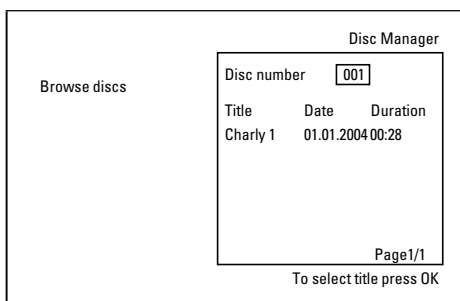 Disc Manager
Browse discs
Disc number 001
Title Date Duration
Charly 1 01.01.2004 00:28
Page1/1
To select title press OK